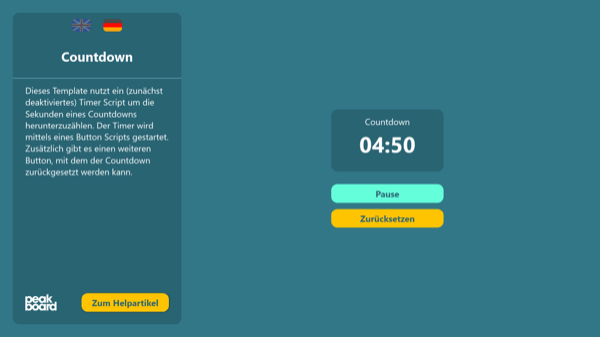 Countdown
Dieses Template nutzt ein (zunächst
deaktiviertes) Timer Script um die
Sekunden eines Countdowns
herunterzuzählen. Der Timer wird
mittels eines Button Scripts gestartet.
Zusätzlich gibt es einen weiteren
Button, mit dem der Countdown
zurückgesetzt werden kann.
peak
board
Zum Helpartikel
Countdown
04:50
Pause
Zurücksetzen